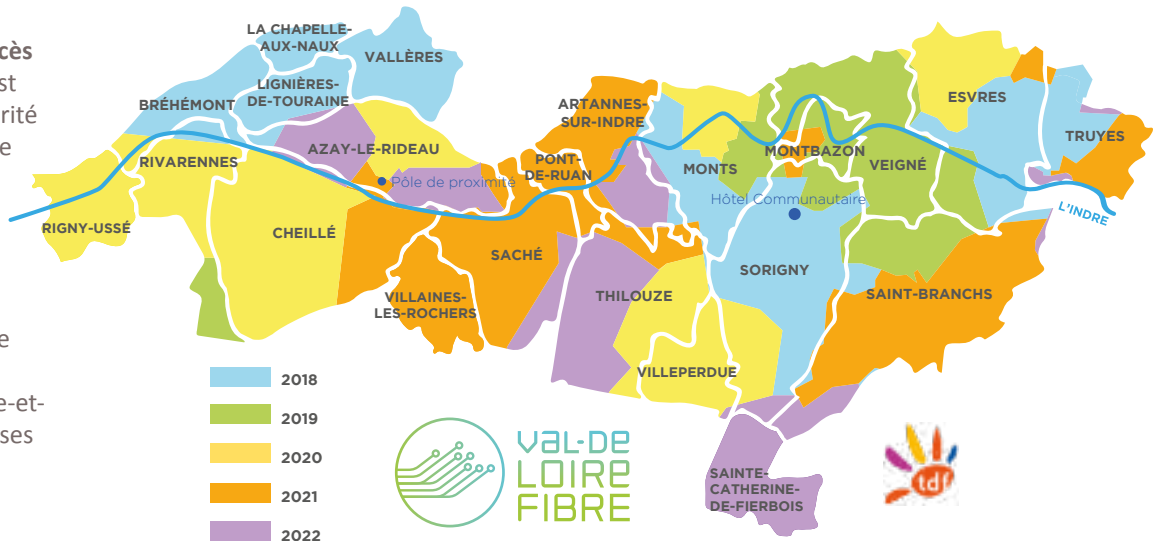 cès
st
rité
e
e
e-et-
ses
LA CHAPELLE-
AUX-NAUX
VALLÈRES
LIGNIÈRES-
DE-TOURAINE
BRÉHÉMONT
RIVARENNES
AZAY-LE-RIDEAU
Pôle de proximité
RIGNY-USSÉ
CHEILLÉ
VILLAINES-
LES-ROCHERS
SACHÉ
ARTANNES-
SUR-INDRE
PONT-
DE-RUAN
THILOUZE
VILLEPERDUE
MONTS
MONTBAZON
Hôtel Communautaire
SORIGNY
VEIGNÉ
ESVRES
TRUYES
L'INDRE
SAINT-BRANCHS
SAINTE-
CATHERINE-
DE-FIERBOIS
2018
2019
2020
2021
2022
VAL-DE
LOIRE
FIBRE
tdf